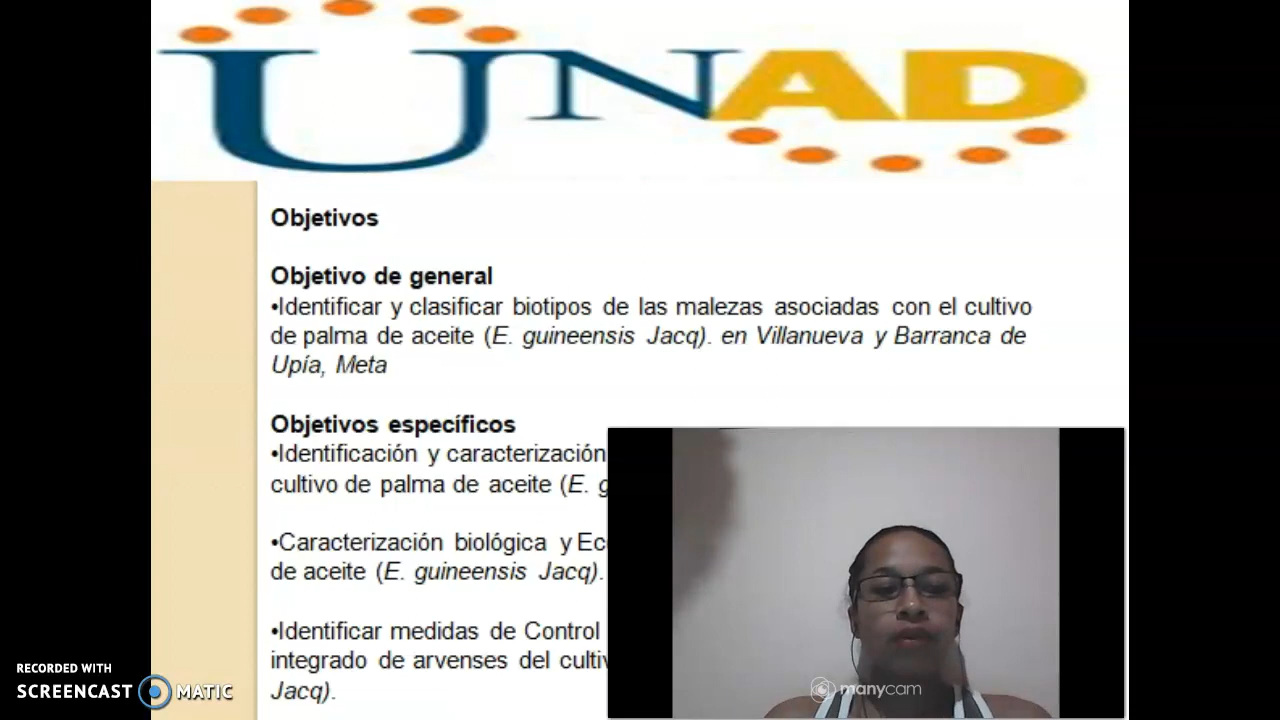 UNAD
Objetivos
Objetivo de general
•Identificar y clasificar biotipos de las malezas asociadas con el cultivo
de palma de aceite (E. guineensis Jacq). en Villanueva y Barranca de
Upía, Meta
Objetivos específicos
•Identificación y caracterización
cultivo de palma de aceite (E. g
•Caracterización biológica y Ec
de aceite (E. guineensis Jacq).
•Identificar medidas de Control
integrado de arvenses del culti
Jacq).
RECORDED WITH
SCREENCAST MATIC
manycam